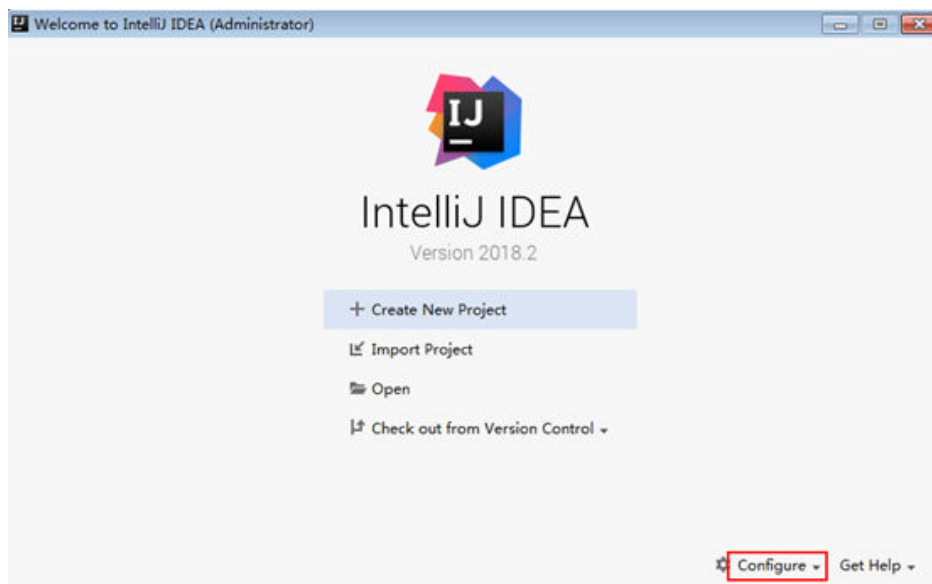 Welcome to IntelliJ IDEA (Administrator)
IJ
IntelliJ IDEA
Version 2018.2
Create New Project
Import Project
Open
Check out from Version Control
Configure Get Help